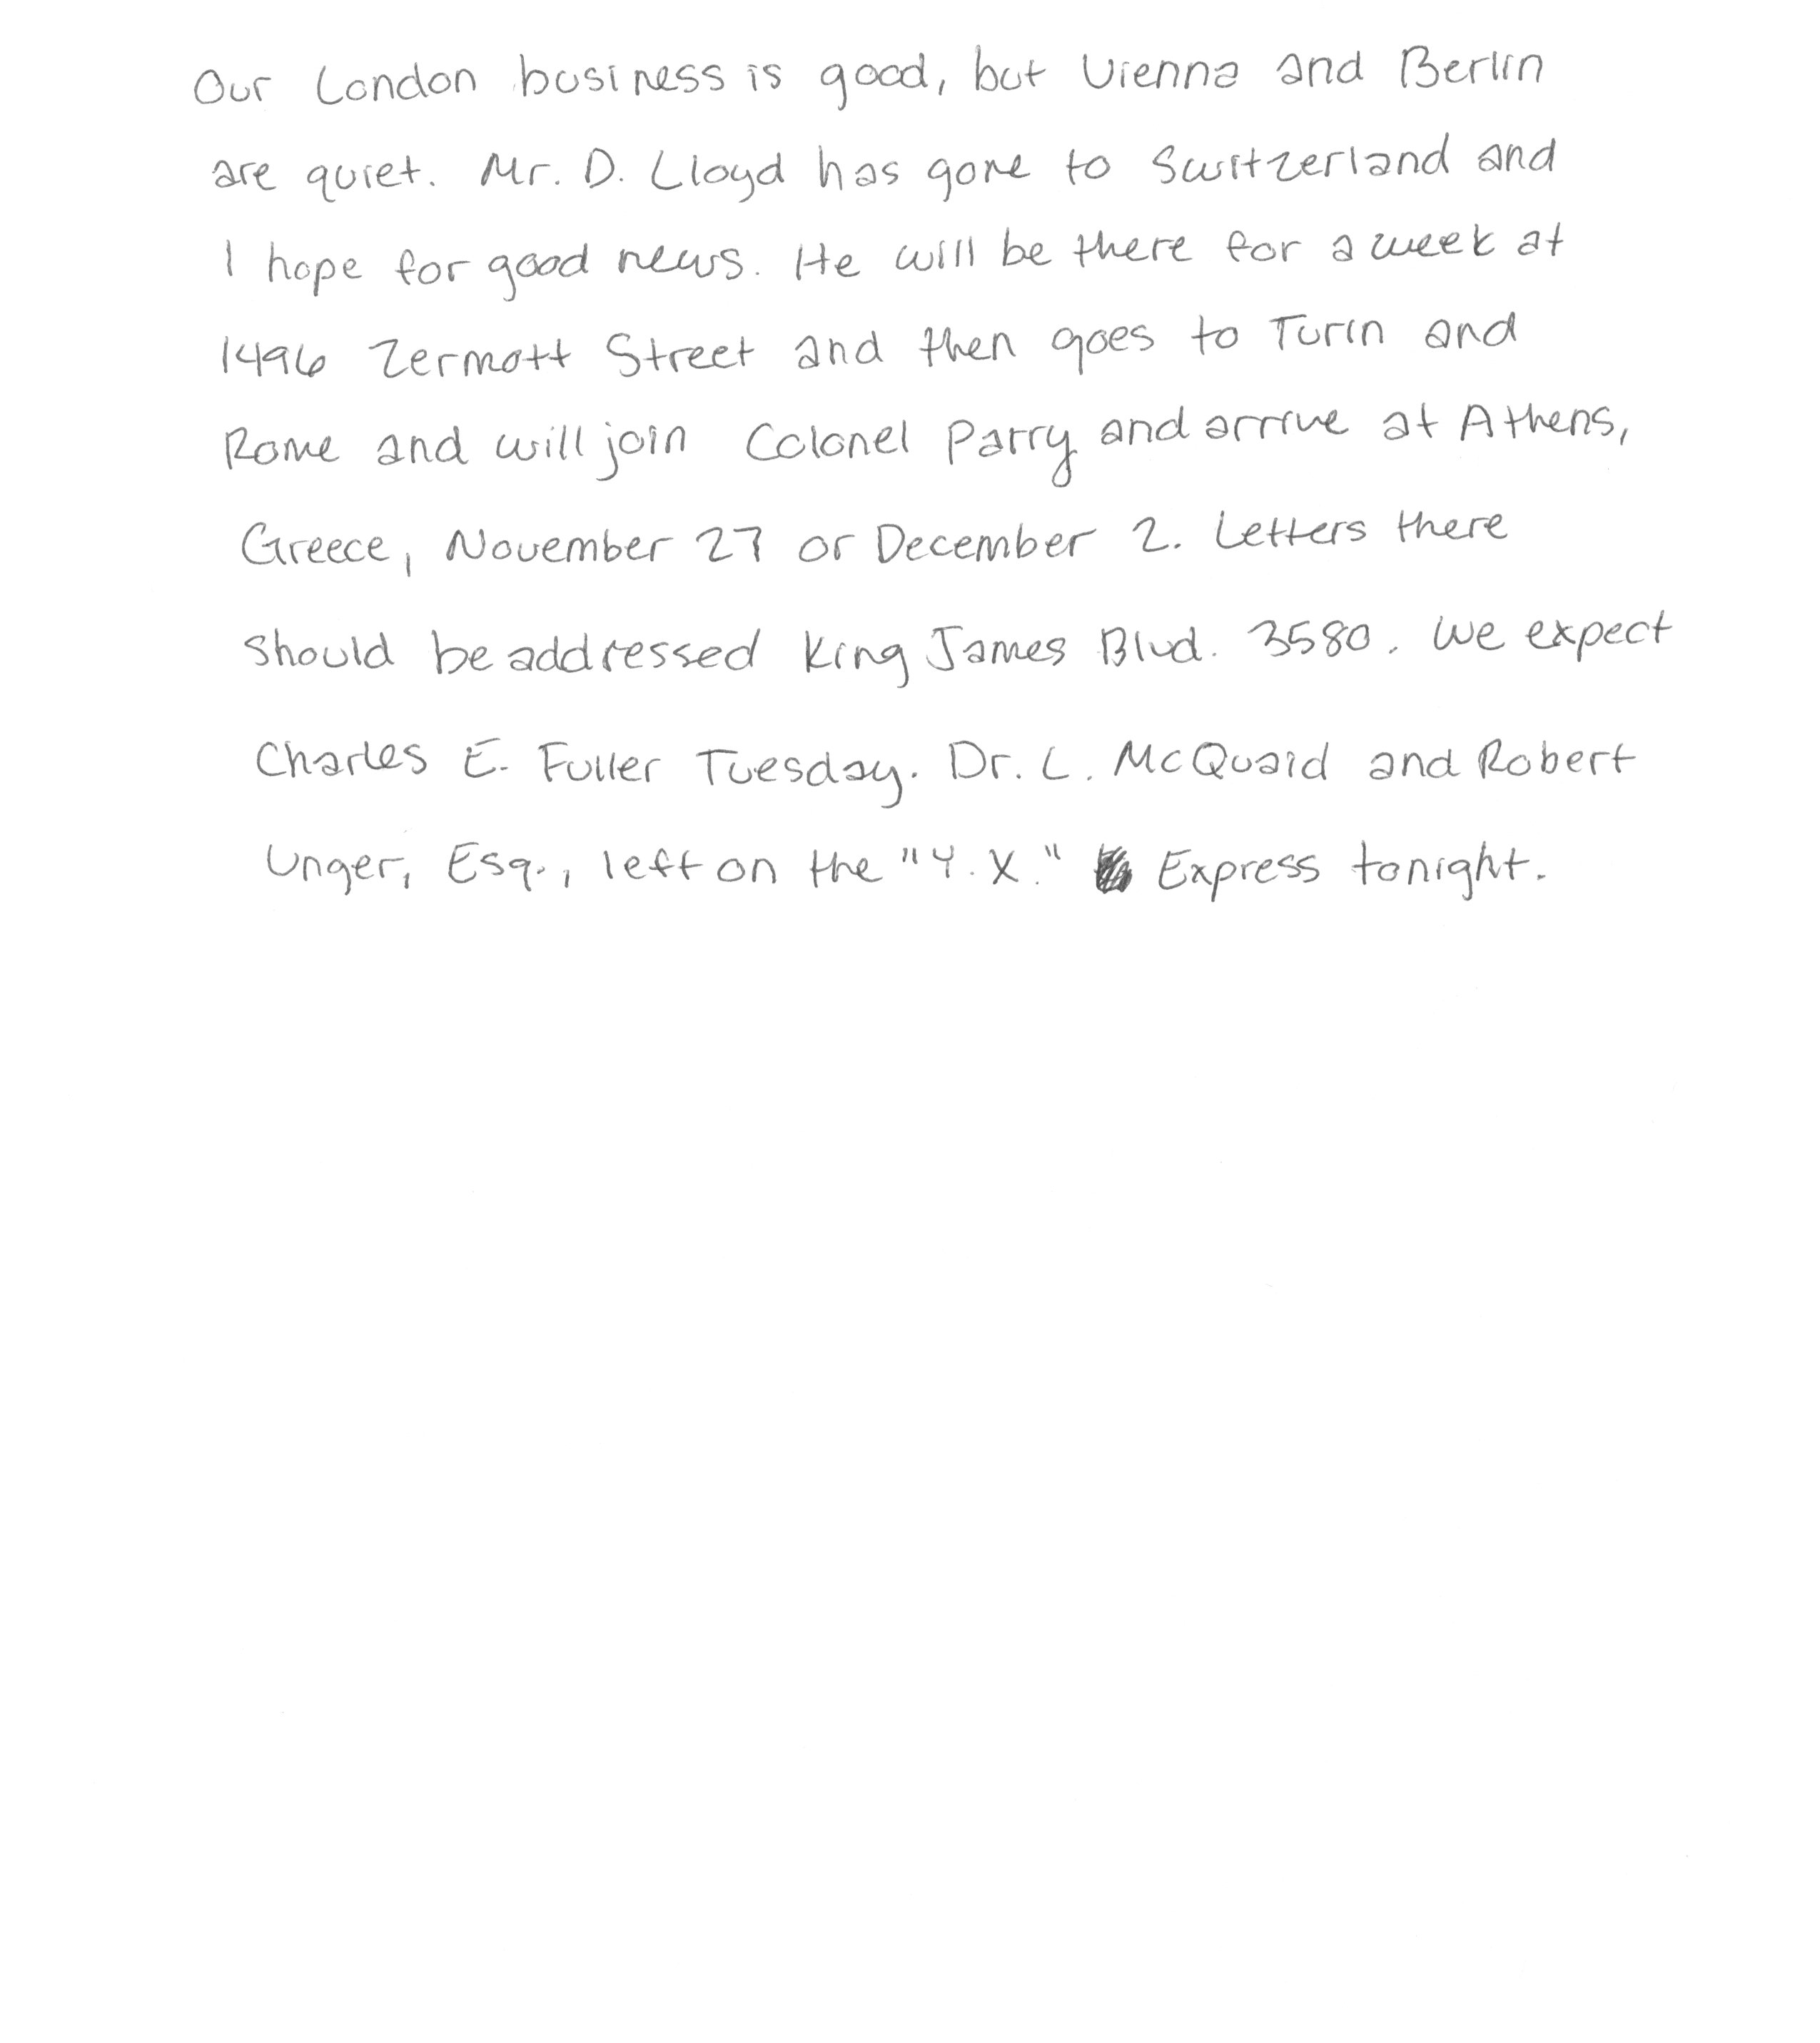 Our London business is good, but Vienna and Berlin
are quiet. Mr. D. Lloyd has gone to Switzerland and
I hope for good news. He will be there for a week at
1496 Zermott Street and then goes to Turin and
Rome and will join Colonel Parry and arrive at Athens,
Greece, November 27 or December 2. Letters there
should be addressed King James Blvd. 3580. We expect
Charles E. Fuller Tuesday. Dr. L. McQuaid and Robert
Unger, Esq., left on the "Y.X." Express tonight.